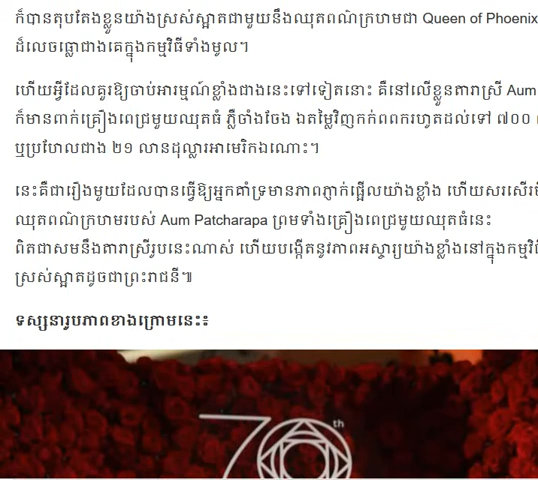 ក៏បានតុបតែងខ្លួនយ៉ាងស្រស់ស្អាតជាមួយនឹងឈុតពណ៌ក្រហមជា Queen of Phoenix
ដ៏លេចធ្លោជាងគេក្នុងកម្មវិធីទាំងមូល។
ហើយអ្វីដែលគួរឱ្យចាប់អារម្មណ៍ខ្លាំងជាងនេះទៅទៀតនោះ គឺនៅលើខ្លួនតារាស្រី Aum
ក៏មានពាក់គ្រឿងពេជ្រមួយឈុតធំ ភ្លឺចាំងចែង ឯតម្លៃវិញកក់ពពករហូតដល់ទៅ ៧០០
ឬប្រហែលជាង ២១ លានដុល្លារអាមេរិកឯណោះ។
នេះគឺជារឿងមួយដែលបានធ្វើឱ្យអ្នកគាំទ្រមានភាពភ្ញាក់ផ្អើលយ៉ាងខ្លាំង ហើយសរសើរ
ឈុតពណ៌ក្រហមរបស់ Aum Patcharapa ព្រមទាំងគ្រឿងពេជ្រមួយឈុតធំនេះ
ពិតជាសមនឹងតារាស្រីរូបនេះណាស់ ហើយបង្កើតនូវភាពអស្ចារ្យយ៉ាងខ្លាំងនៅក្នុងកម្មវិធី
ស្រស់ស្អាតដូចជាព្រះរាជនី៕
ទស្សនារូបភាពខាងក្រោមនេះ៖
70th